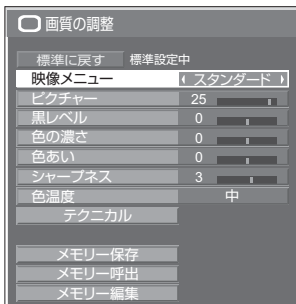 画質の調整
標準に戻す 標準設定中
映像メニュー スタンダード
ピクチャー 25
黒レベル 0
色の濃さ 0
色あい 0
シャープネス 3
色温度 中
テクニカル
メモリー保存
メモリー呼出
メモリー編集